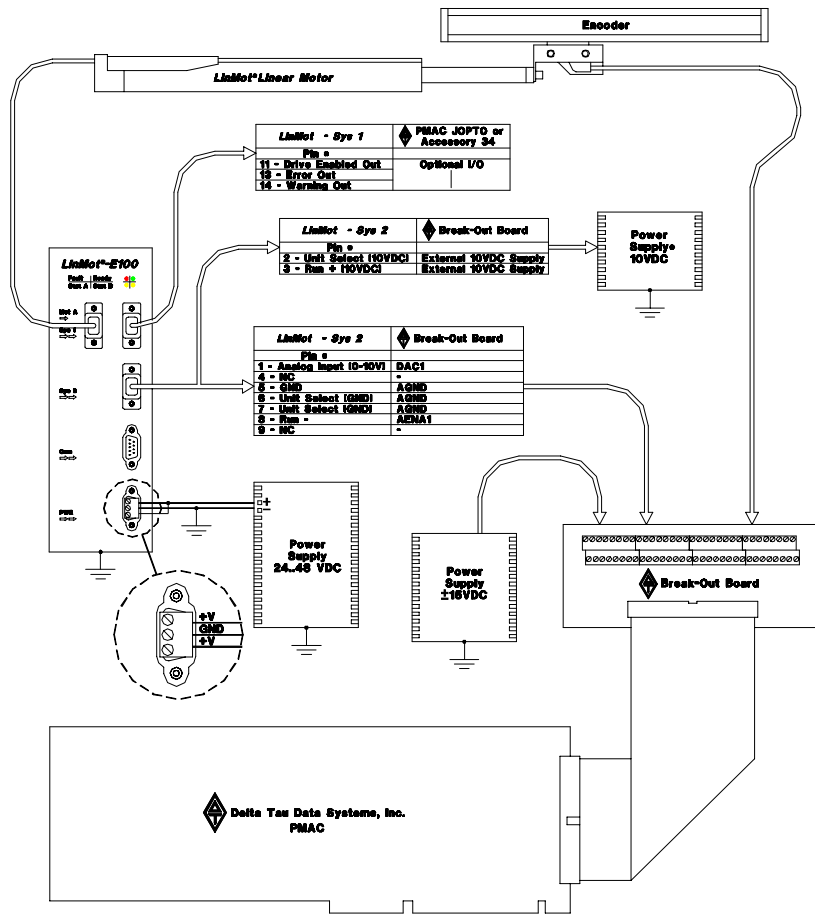 Encoder
LinMot® Linear Motor
LinMot - Sys 1
PMAC JOPTO or
Accessory 34
Pin #
11 - Drive Enabled Out
Optional I/O
13 - Error Out
14 - Warning Out
LinMot - Sys 2
Break-Out Board
Pin #
2 - Unit Select (10VDC)
External 10VDC Supply
3 - Run + (10VDC)
External 10VDC Supply
Power
Supply
10VDC
LinMot®-E100
Fault
Ready
Mot A
Sys 1
LinMot - Sys 2
Break-Out Board
Pin #
1 - Analog Input (0-10V)
DAC1
4 - NC
-
5 - GND
AGND
6 - Unit Select (GND)
AGND
7 - Unit Select (GND)
AGND
8 - Run -
AENA1
9 - NC
-
Sys 2
Com
PWR
+
-
Power
Supply
24..48 VDC
Power
Supply
±15VDC
Break-Out Board
+V
GND
+V
Delta Tau Data Systems, Inc.
PMAC